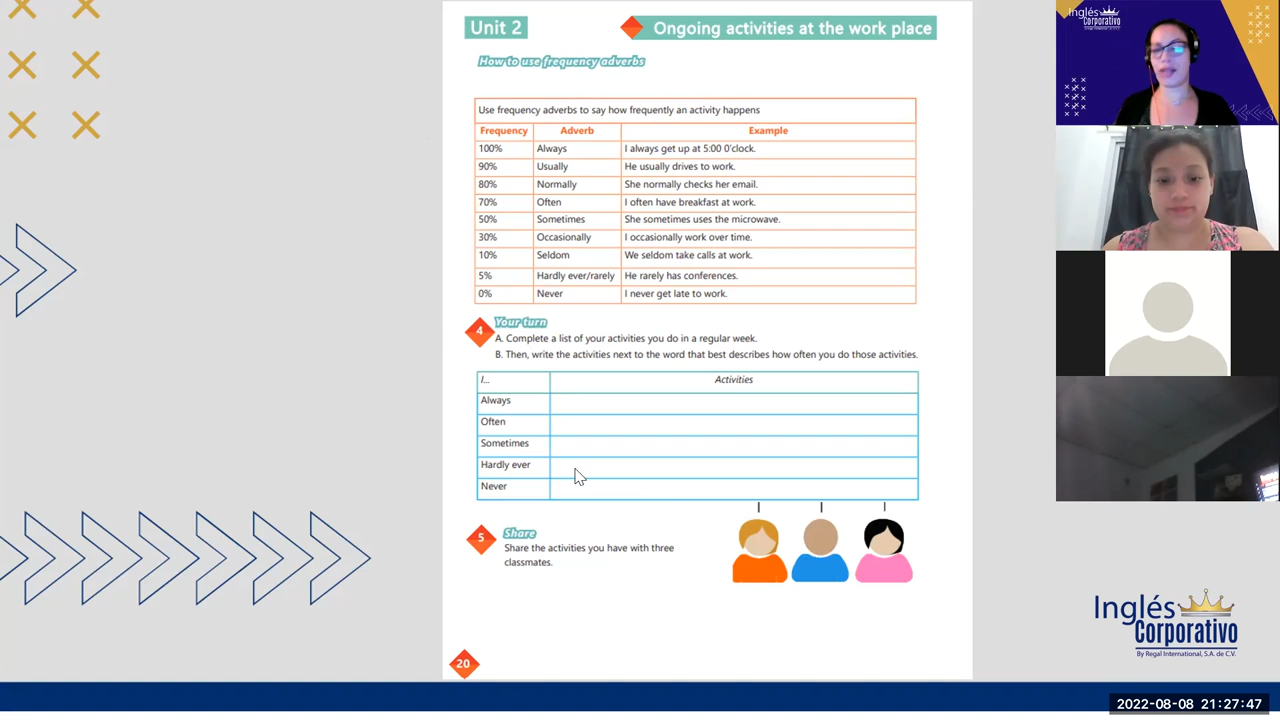 Unit 2
Ongoing activities at the work place
How to use frequency adverbs
Use frequency adverbs to say how frequently an activity happens
Frequency Adverb Example
100% Always I always get up at 5:00 0'clock.
90% Usually He usually drives to work.
80% Normally She normally checks her email.
70% Often I often have breakfast at work.
50% Sometimes She sometimes uses the microwave.
30% Occasionally I occasionally work over time.
10% Seldom We seldom take calls at work.
5% Hardly ever/rarely He rarely has conferences.
0% Never I never get late to work.
4
Your turn
A. Complete a list of your activities you do in a regular week.
B. Then, write the activities next to the word that best describes how often you do those activities.
I... Activities
Always
Often
Sometimes
Hardly ever
Never
5
Share
Share the activities you have with three
classmates.
20
Inglés
Corporativo
Inglés
Corporativo
By Regal International, S.A. de C.V.
2022-08-08 21:27:47